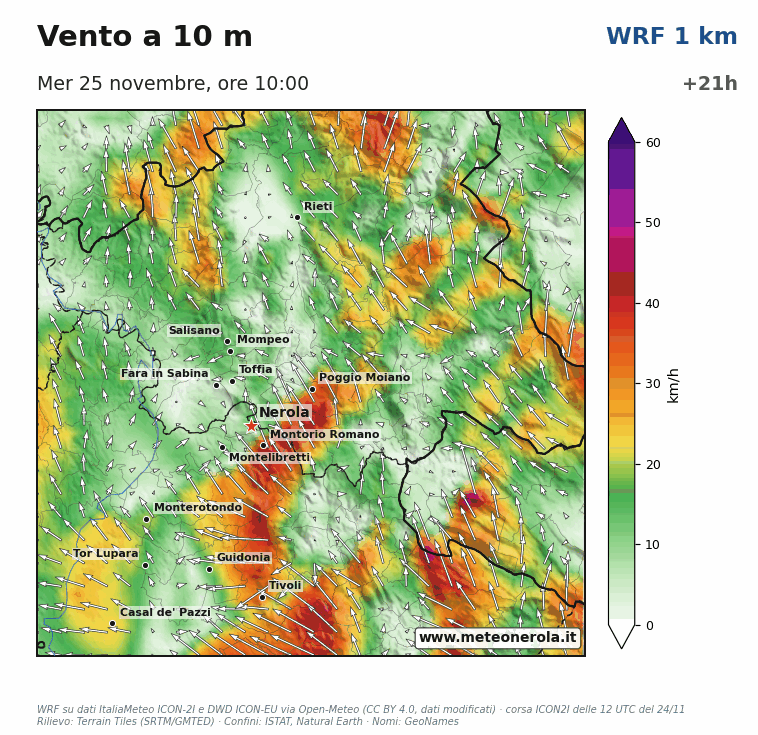 Vento a 10 m
WRF 1 km
Mer 25 novembre, ore 10:00
+21h
Rieti
Salisano
Mompeo
Toffia
Fara in Sabina
Poggio Moiano
Nerola
Montorio Romano
Montelibretti
Monterotondo
Tor Lupara
Guidonia
Tivoli
Casal de' Pazzi
www.meteonerola.it
60
50
40
30
20
10
0
km/h
WRF su dati ItaliaMeteo ICON-2I e DWD ICON-EU via Open-Meteo (CC BY 4.0, dati modificati) · corsa ICON2I delle 12 UTC del 24/11
Rilievo: Terrain Tiles (SRTM/GMTED) · Confini: ISTAT, Natural Earth · Nomi: GeoNames